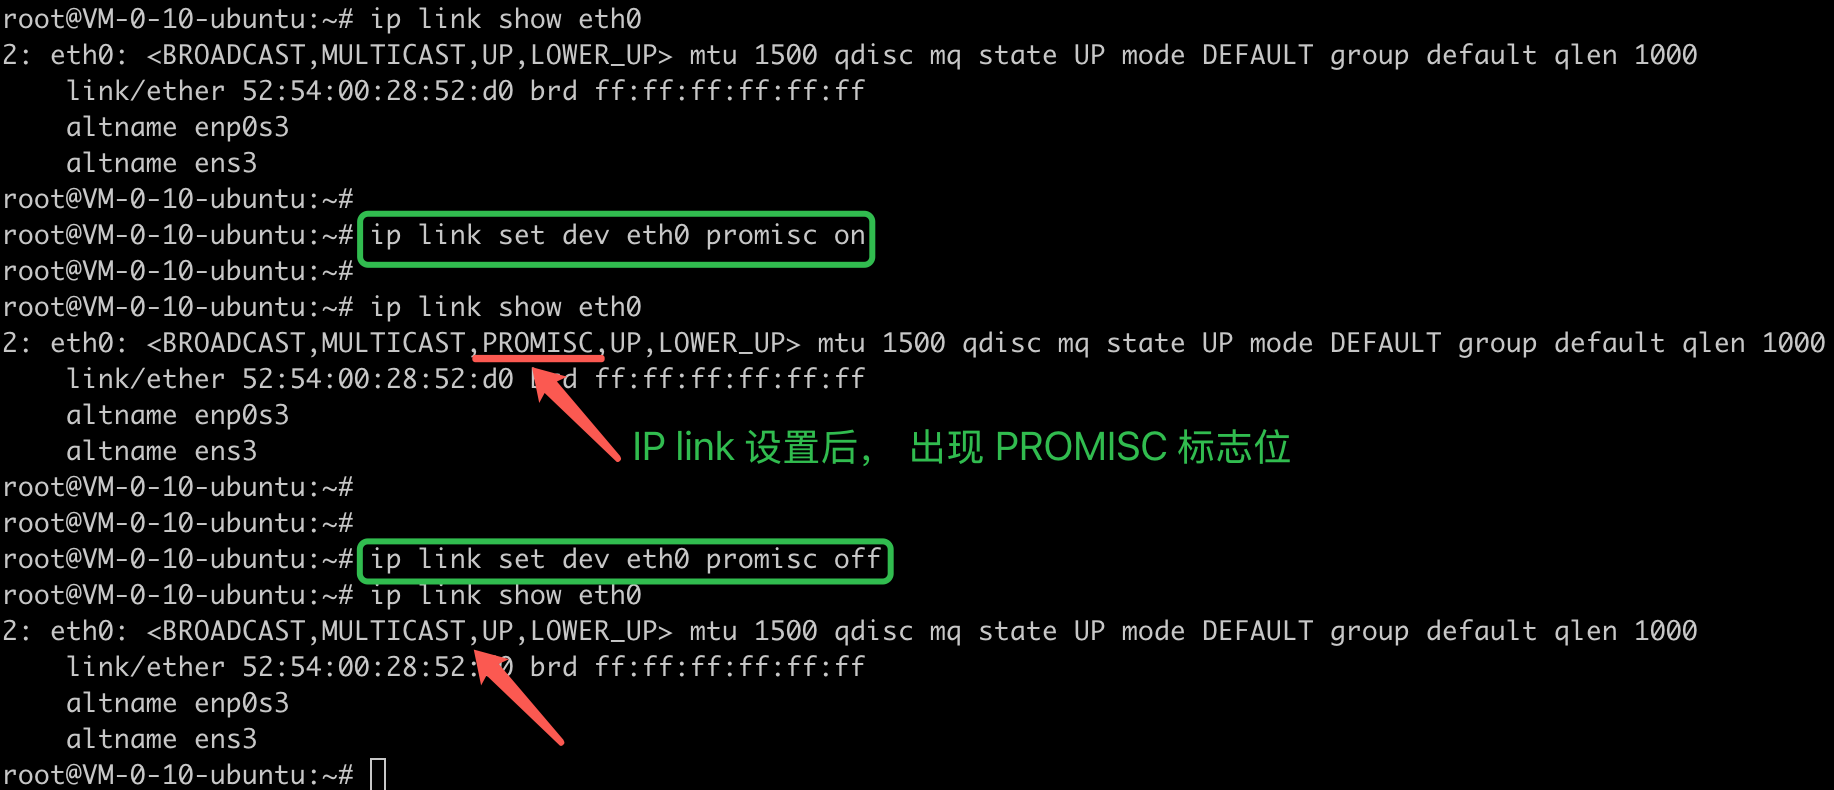 root@VM-0-10-ubuntu:~# ip link show eth0
2: eth0: <BROADCAST,MULTICAST,UP,LOWER_UP> mtu 1500 qdisc mq state UP mode DEFAULT group default qlen 1000
    link/ether 52:54:00:28:52:d0 brd ff:ff:ff:ff:ff:ff
    altname enp0s3
    altname ens3
root@VM-0-10-ubuntu:~#
root@VM-0-10-ubuntu:~# ip link set dev eth0 promisc on
root@VM-0-10-ubuntu:~#
root@VM-0-10-ubuntu:~# ip link show eth0
2: eth0: <BROADCAST,MULTICAST,PROMISC,UP,LOWER_UP> mtu 1500 qdisc mq state UP mode DEFAULT group default qlen 1000
    link/ether 52:54:00:28:52:d0 brd ff:ff:ff:ff:ff:ff
    altname enp0s3
IP link 设置后， 出现 PROMISC 标志位
    altname ens3
root@VM-0-10-ubuntu:~#
root@VM-0-10-ubuntu:~#
root@VM-0-10-ubuntu:~# ip link set dev eth0 promisc off
root@VM-0-10-ubuntu:~# ip link show eth0
2: eth0: <BROADCAST,MULTICAST,UP,LOWER_UP> mtu 1500 qdisc mq state UP mode DEFAULT group default qlen 1000
    link/ether 52:54:00:28:52:d0 brd ff:ff:ff:ff:ff:ff
    altname enp0s3
    altname ens3
root@VM-0-10-ubuntu:~#